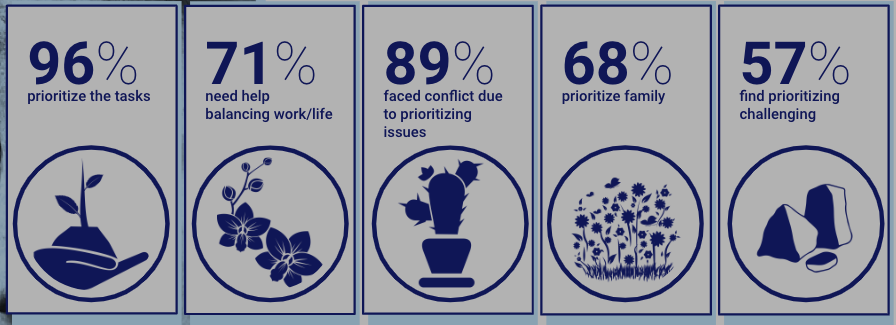 96%
prioritize the tasks
71%
need help
balancing work/life
89%
faced conflict due
to prioritizing
issues
68%
prioritize family
57%
find prioritizing
challenging